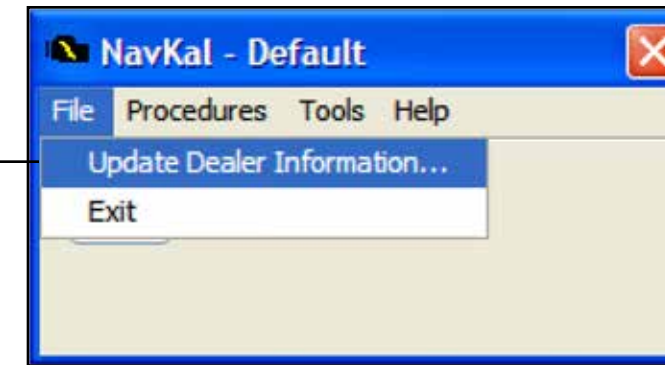 NavKal - Default
File Procedures Tools Help
Update Dealer Information...
Exit